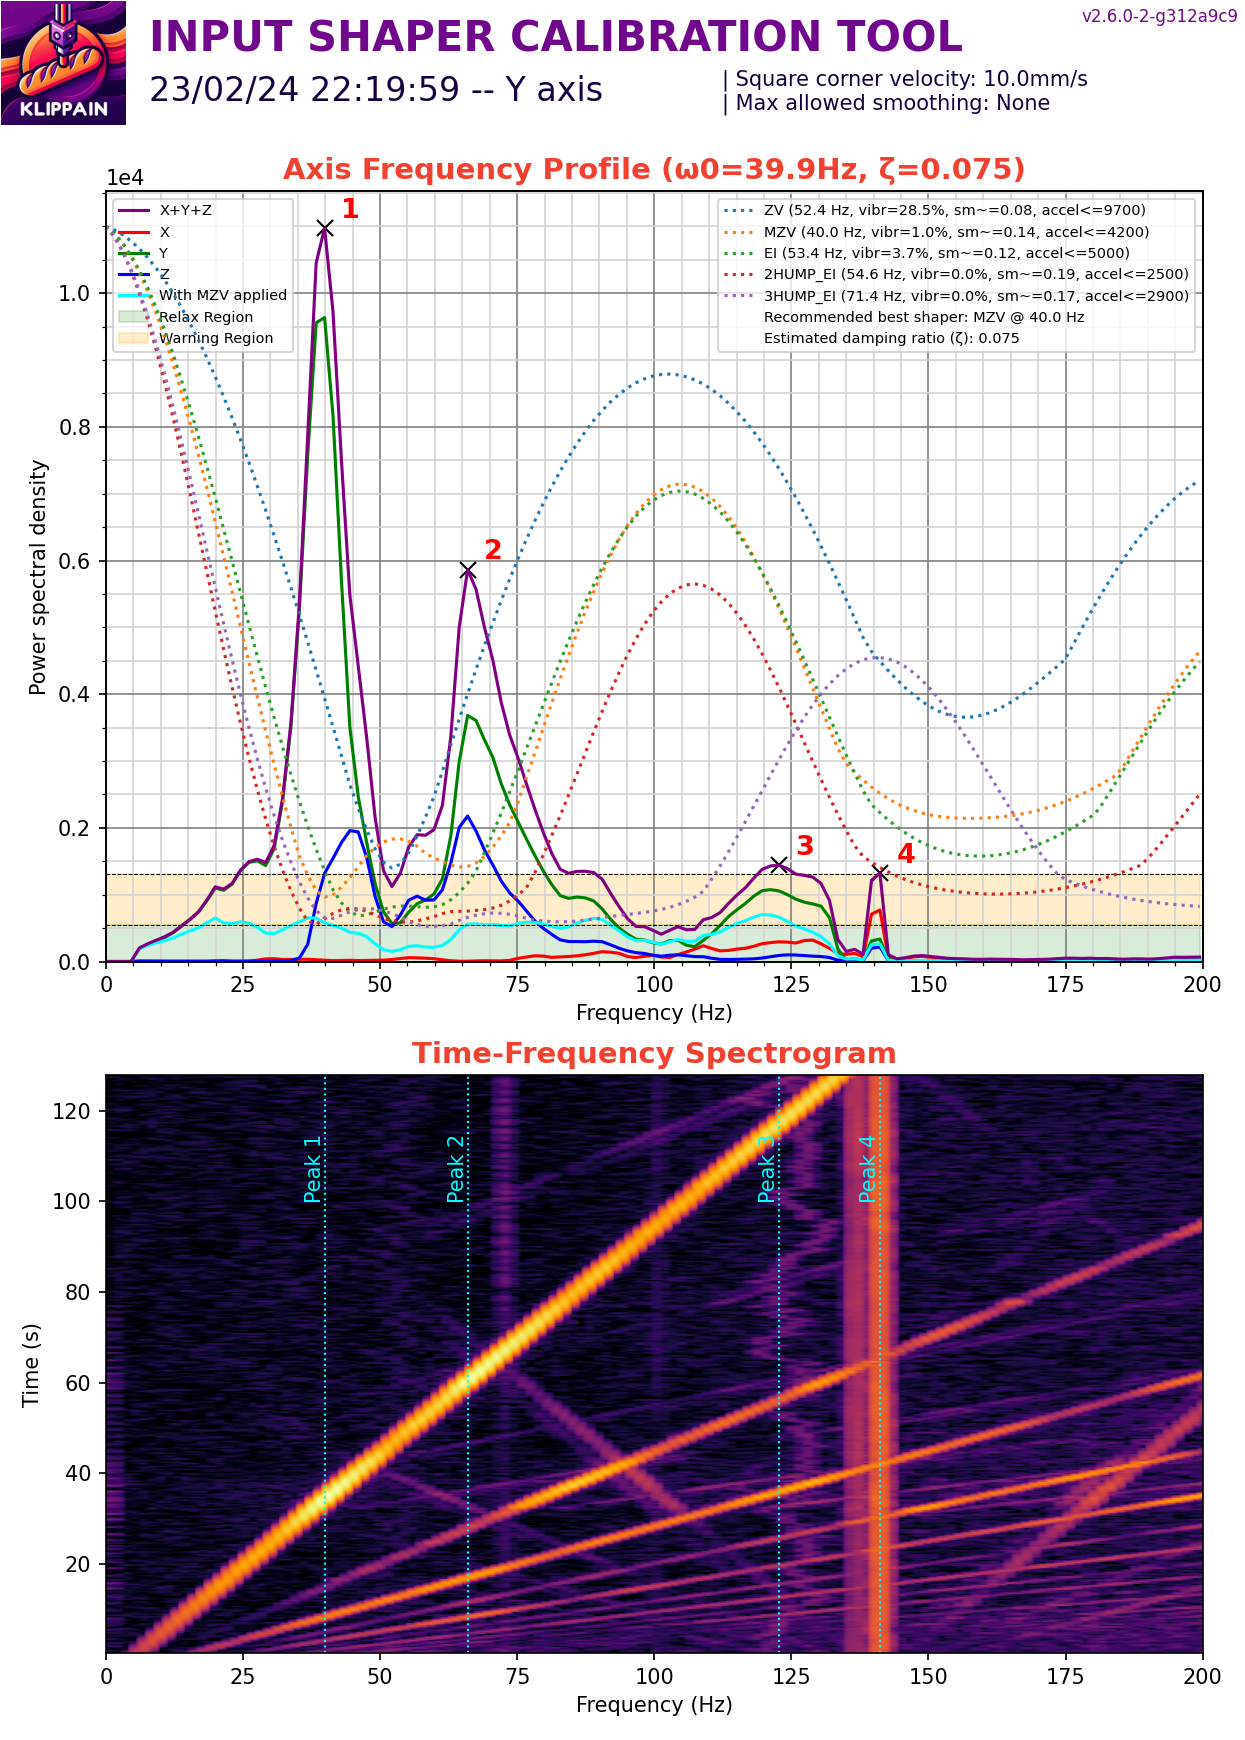 v2.6.0-2-g312a9c9
INPUT SHAPER CALIBRATION TOOL
23/02/24 22:19:59 -- Y axis
| Square corner velocity: 10.0mm/s
| Max allowed smoothing: None
KLIPPAIN
Axis Frequency Profile (ω0=39.9Hz, ζ=0.075)
1e4
X+Y+Z
X
Y
Z
With MZV applied
Relax Region
Warning Region
ZV (52.4 Hz, vibr=28.5%, sm~=0.08, accel<=9700)
MZV (40.0 Hz, vibr=1.0%, sm~=0.14, accel<=4200)
EI (53.4 Hz, vibr=3.7%, sm~=0.12, accel<=5000)
2HUMP_EI (54.6 Hz, vibr=0.0%, sm~=0.19, accel<=2500)
3HUMP_EI (71.4 Hz, vibr=0.0%, sm~=0.17, accel<=2900)
Recommended best shaper: MZV @ 40.0 Hz
Estimated damping ratio (ζ): 0.075
1
2
3
4
Power spectral density
1.0
0.8
0.6
0.4
0.2
0.0
0 25 50 75 100 125 150 175 200
Frequency (Hz)
Time-Frequency Spectrogram
Time (s)
120
100
80
60
40
20
Peak 1
Peak 2
Peak 3
Peak 4
0 25 50 75 100 125 150 175 200
Frequency (Hz)